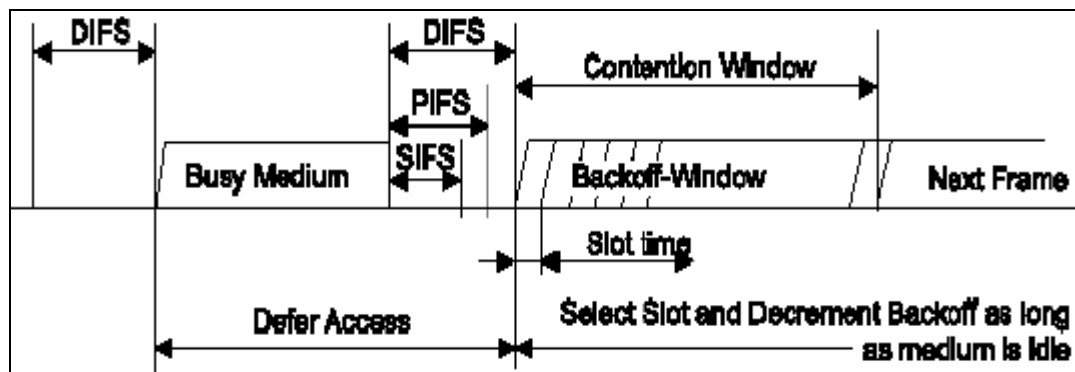 DIFS
DIFS
Contention Window
PIFS
SIFS
Busy Medium
Backoff-Window
Next Frame
Slot time
Defer Access
Select Slot and Decrement Backoff as long
as medium is idle